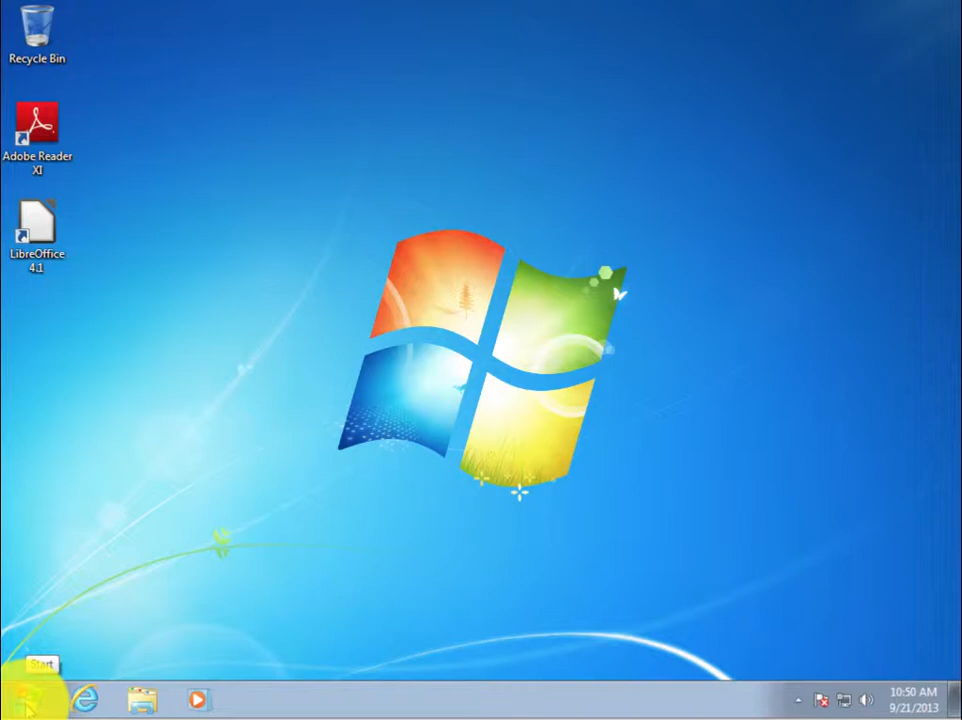 Recycle Bin
Adobe Reader
XI
LibreOffice
4.1
Start
10:50 AM
9/21/2013